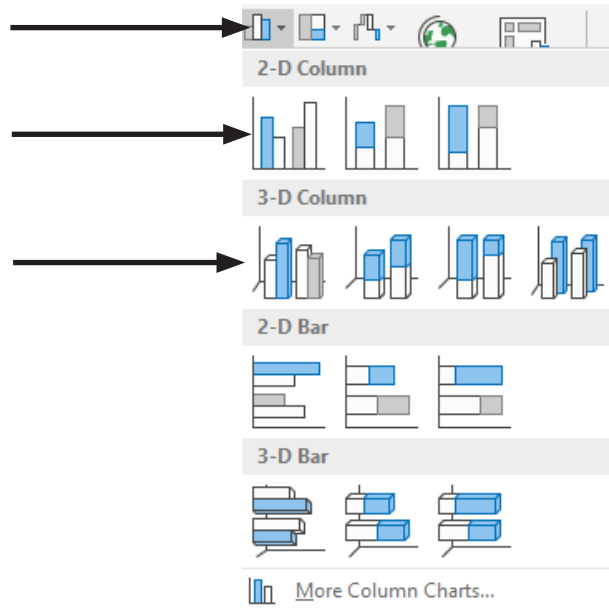 2-D Column
3-D Column
2-D Bar
3-D Bar
More Column Charts...